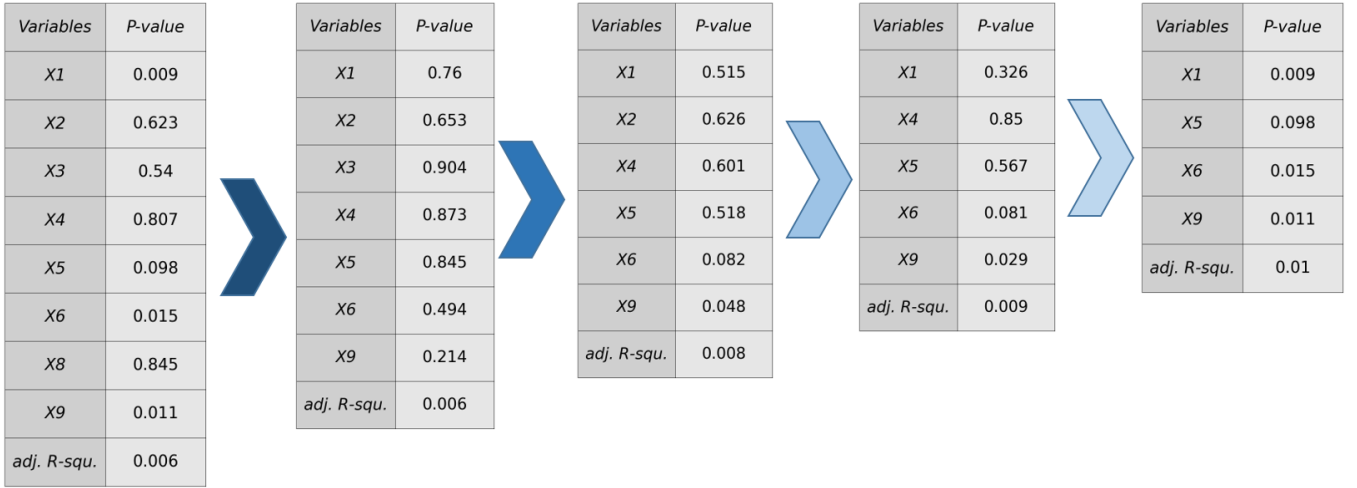 Variables P-value
X1 0.009
X2 0.623
X3 0.54
X4 0.807
X5 0.098
X6 0.015
X8 0.845
X9 0.011
adj. R-squ. 0.006
Variables P-value
X1 0.76
X2 0.653
X3 0.904
X4 0.873
X5 0.845
X6 0.494
X9 0.214
adj. R-squ. 0.006
Variables P-value
X1 0.515
X2 0.626
X4 0.601
X5 0.518
X6 0.082
X9 0.048
adj. R-squ. 0.008
Variables P-value
X1 0.326
X4 0.85
X5 0.567
X6 0.081
X9 0.029
adj. R-squ. 0.009
Variables P-value
X1 0.009
X5 0.098
X6 0.015
X9 0.011
adj. R-squ. 0.01